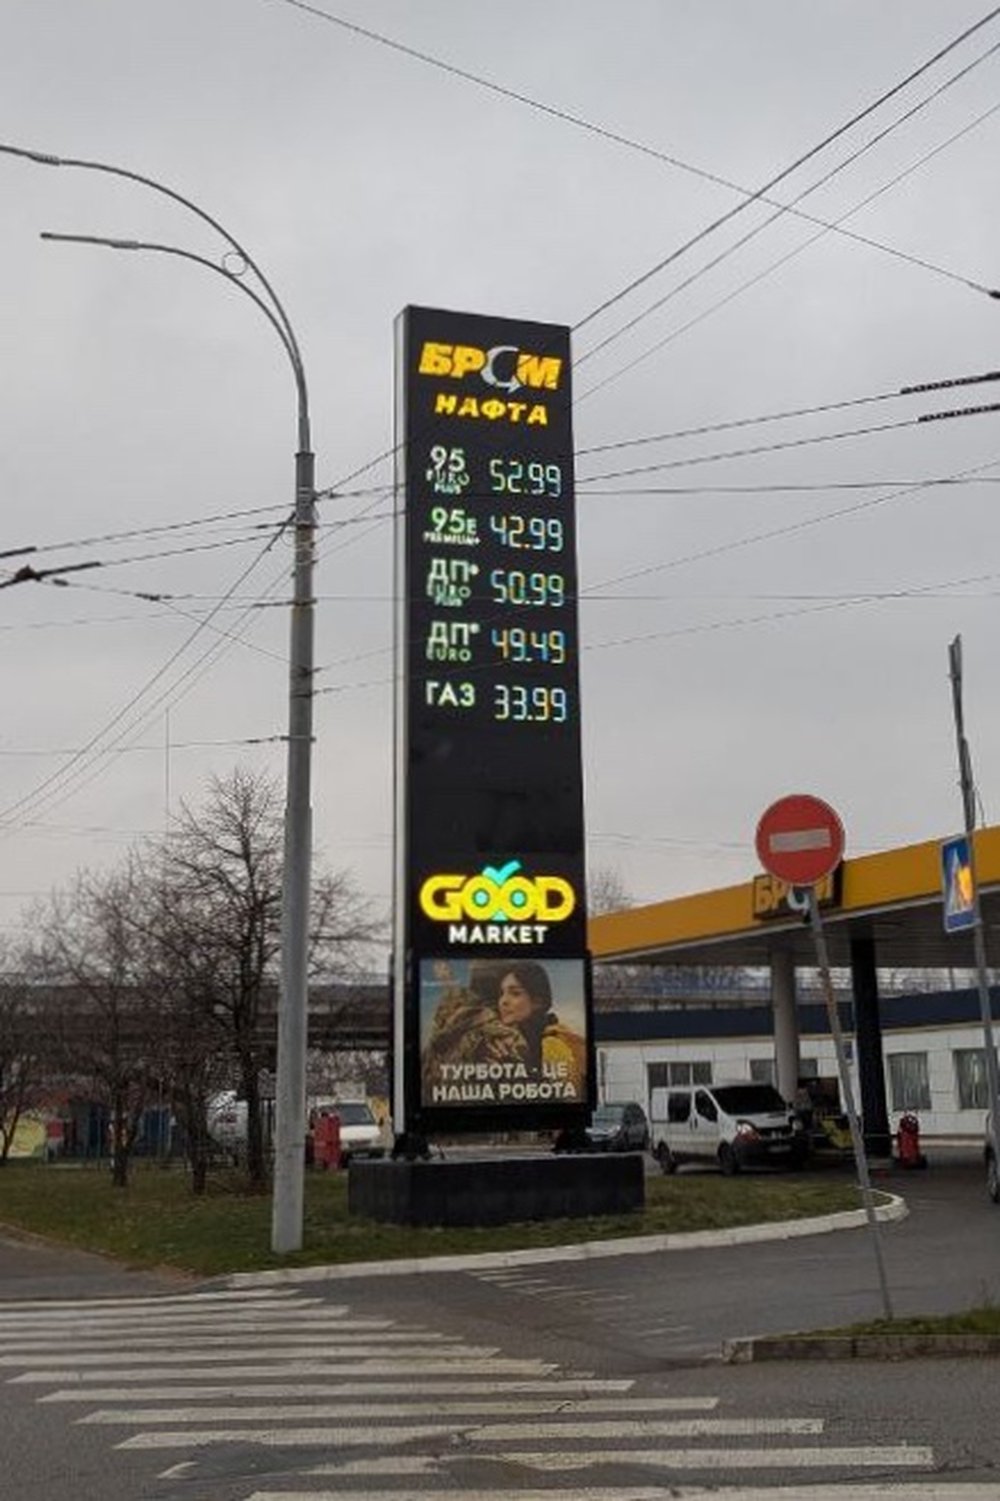 БРСМ
НАФТА
95 52.99
EURO
PLUS
95E 42.99
PREMIUM+
ДП+ 50.99
EURO
PLUS
ДП+ 49.49
EURO
ГАЗ 33.99
GOOD
MARKET
ТУРБОТА - ЦЕ
НАША РОБОТА
БРСМ